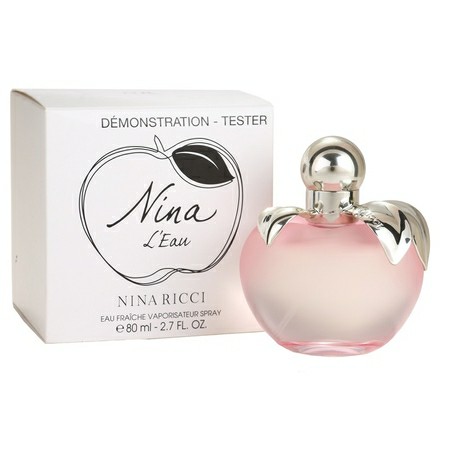 DÉMONSTRATION - TESTER
Nina
L'Eau
NINA RICCI
EAU FRAÎCHE VAPORISATEUR SPRAY
e 80 ml - 2.7 FL. OZ.